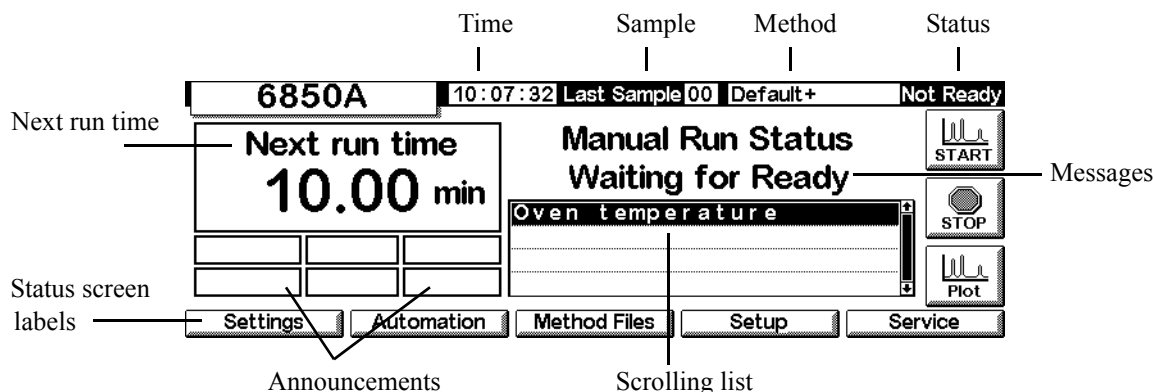 Time Sample Method Status
6850A 10:07:32 Last Sample 00 Default+ Not Ready
Next run time
Next run time
10.00 min
Manual Run Status
Waiting for Ready
Messages
START
STOP
Plot
Oven temperature
Status screen
labels
Settings Automation Method Files Setup Service
Announcements Scrolling list